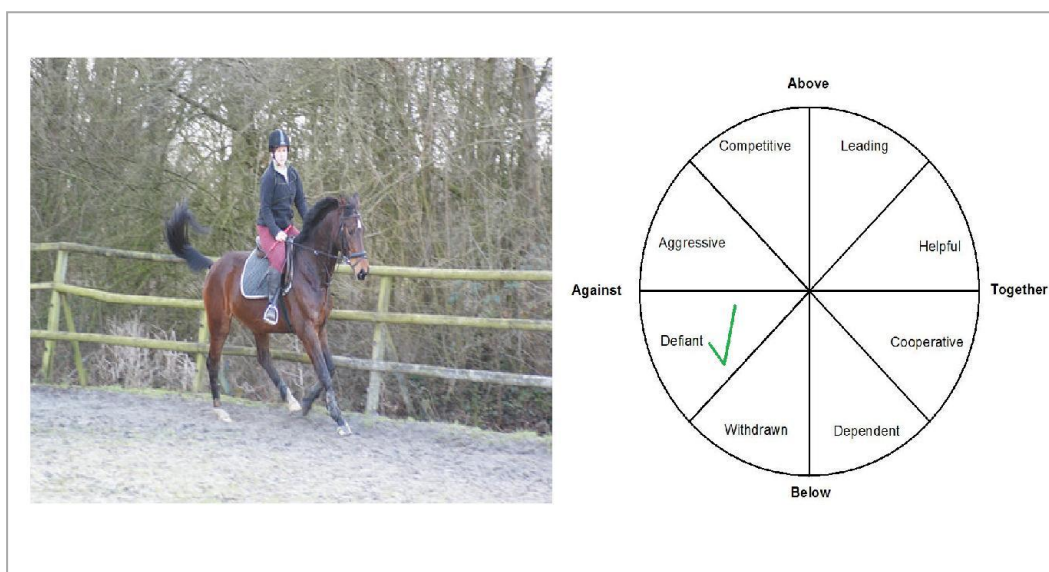 Above
Competitive
Leading
Aggressive
Helpful
Against
Together
Defiant
Cooperative
Withdrawn
Dependent
Below